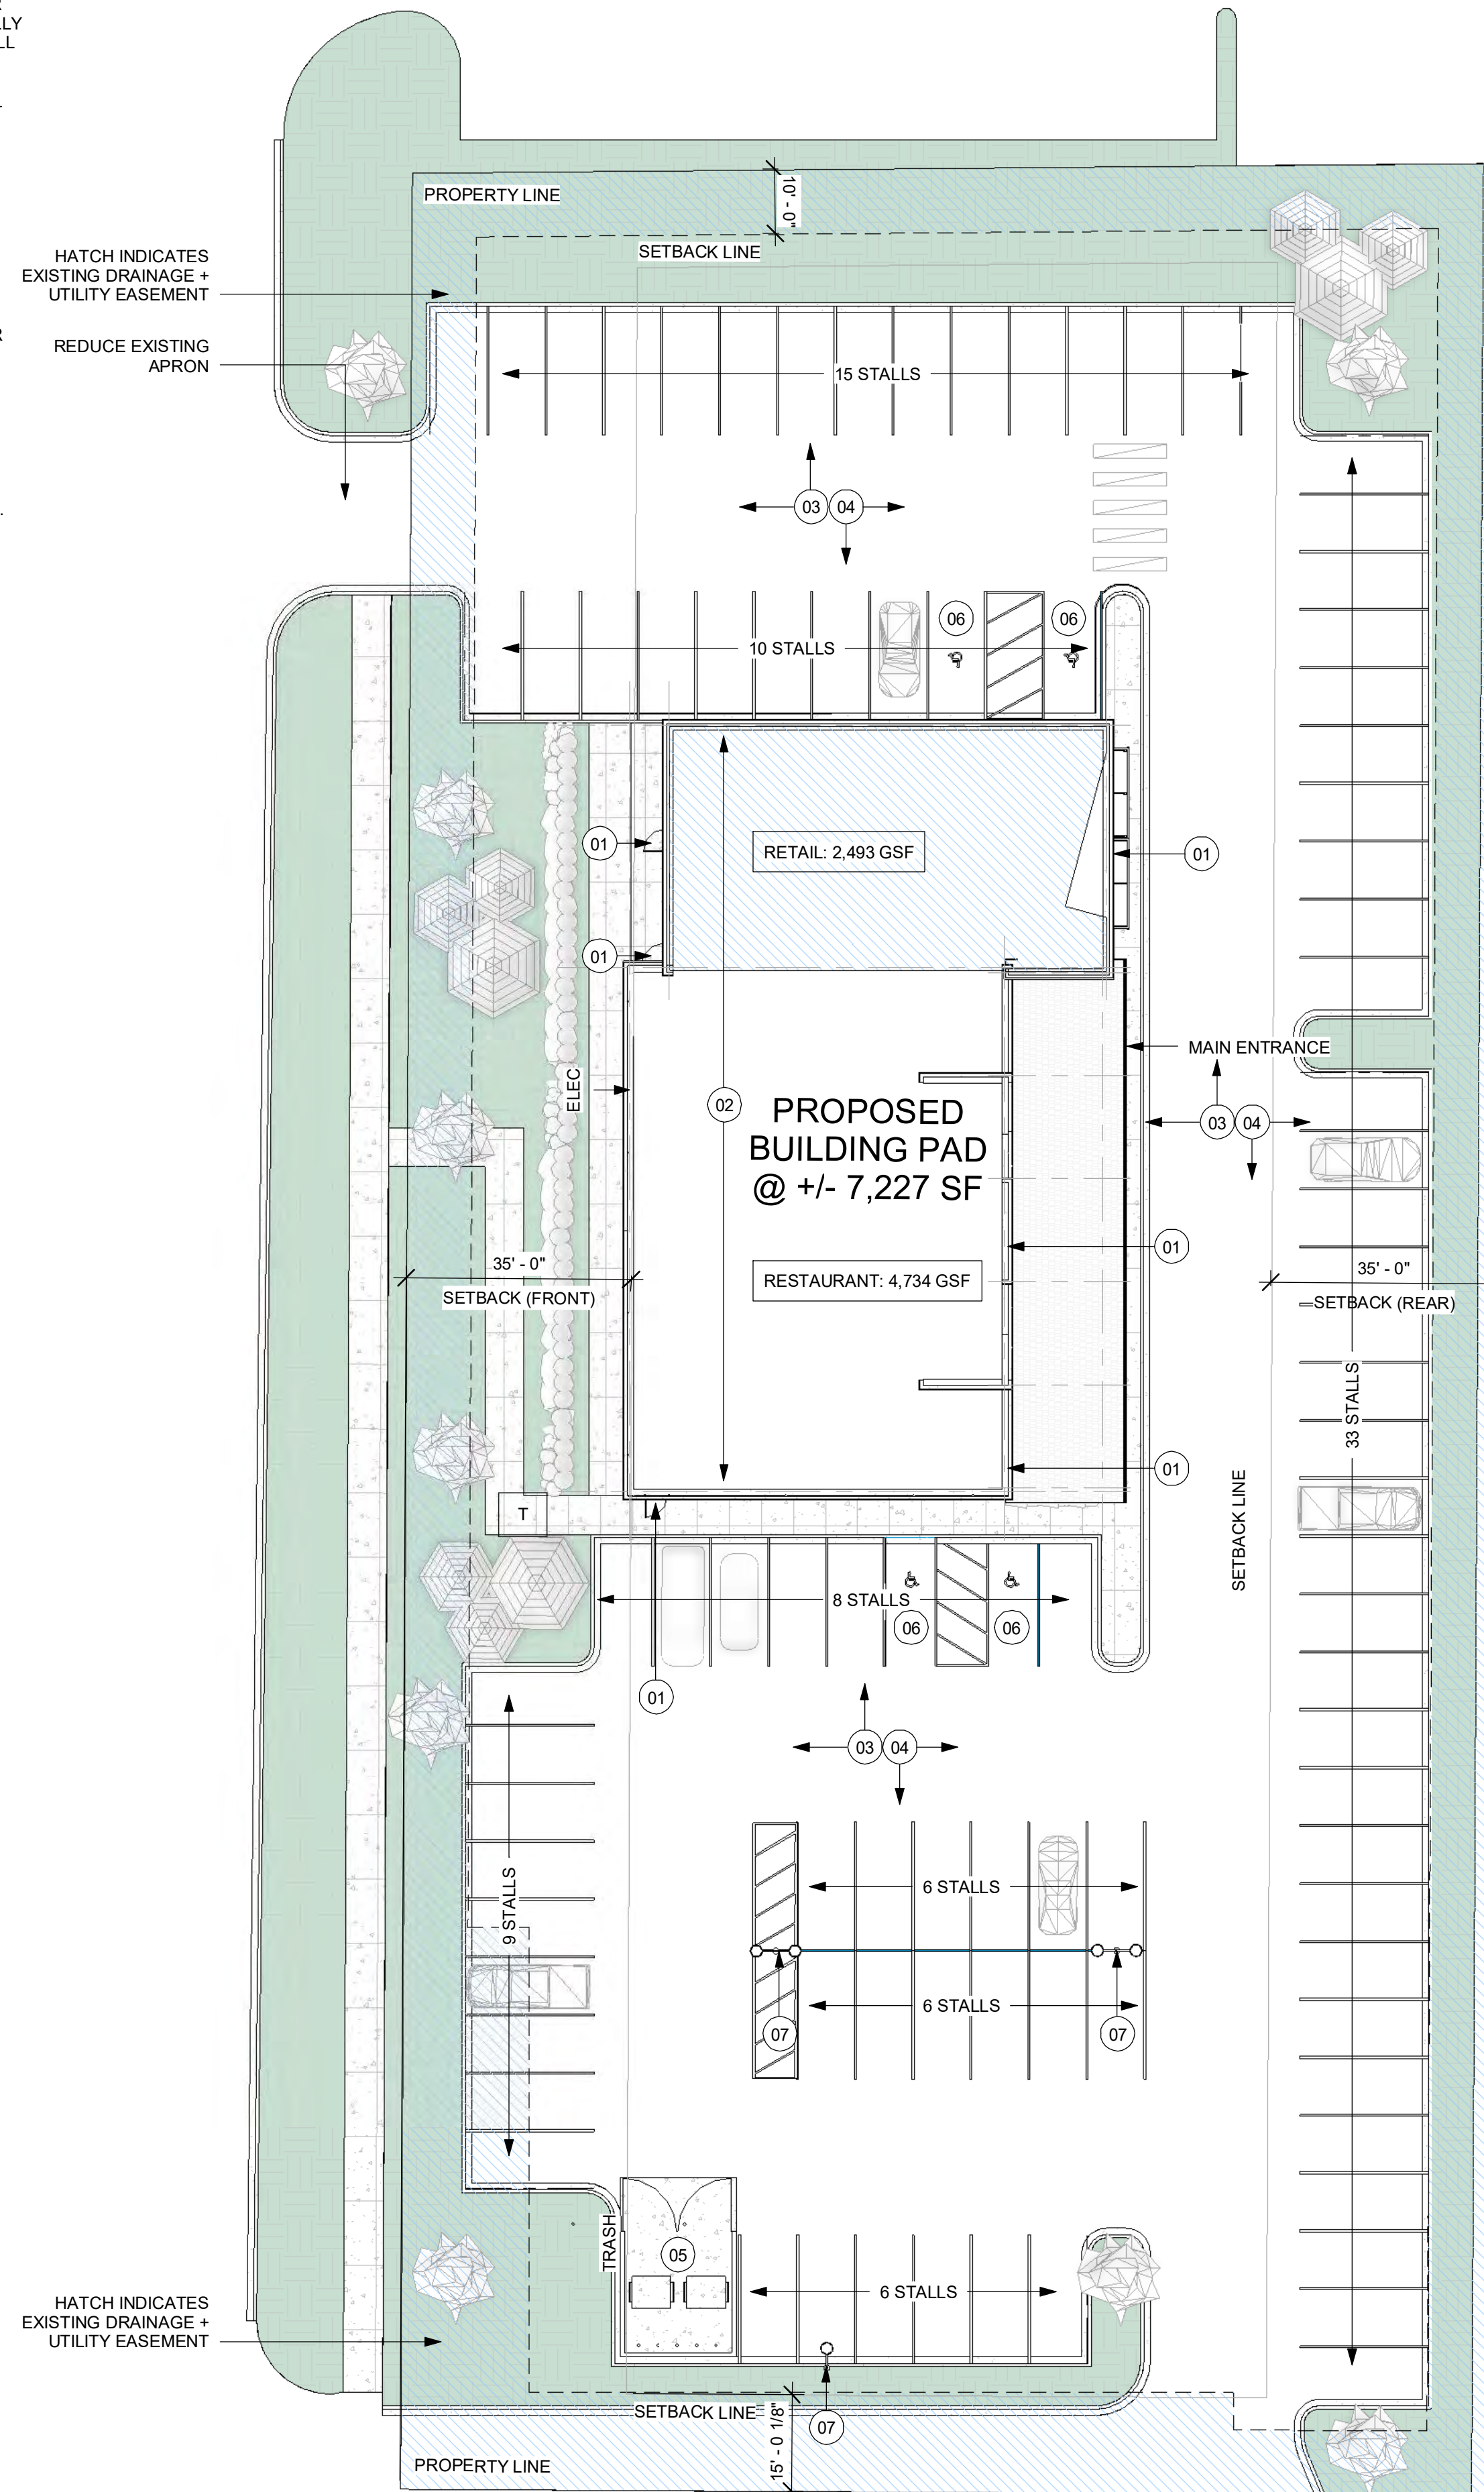 LLY
LL
PROPERTY LINE
10' - 0"
SETBACK LINE
HATCH INDICATES
EXISTING DRAINAGE +
UTILITY EASEMENT
REDUCE EXISTING
APRON
15 STALLS
03
04
06
06
10 STALLS
01
RETAIL: 2,493 GSF
01
01
MAIN ENTRANCE
ELEC
02
PROPOSED
BUILDING PAD
@ +/- 7,227 SF
03
04
01
35' - 0"
SETBACK (FRONT)
RESTAURANT: 4,734 GSF
35' - 0"
SETBACK (REAR)
33 STALLS
01
SETBACK LINE
T
8 STALLS
06
06
01
03
04
9 STALLS
6 STALLS
6 STALLS
07
07
TRASH
05
6 STALLS
HATCH INDICATES
EXISTING DRAINAGE +
UTILITY EASEMENT
SETBACK LINE
15' - 0 1/8"
07
PROPERTY LINE